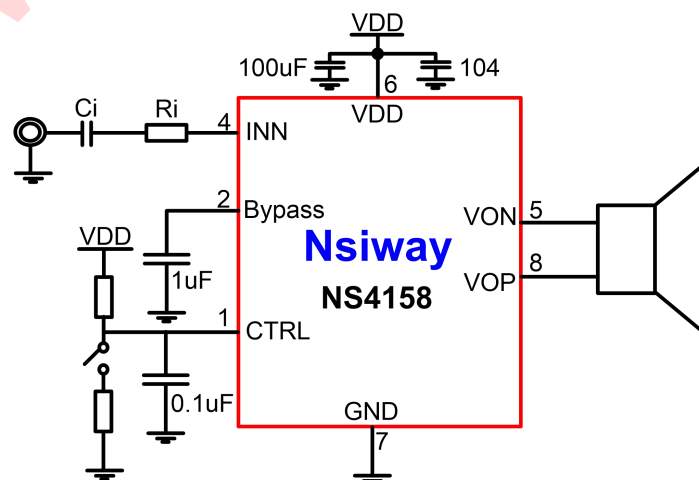 VDD
100uF
104
6
VDD
Ci
Ri
4
INN
2
Bypass
VON
5
VDD
Nsiway
1uF
NS4158
VOP
8
1
CTRL
0.1uF
GND
7